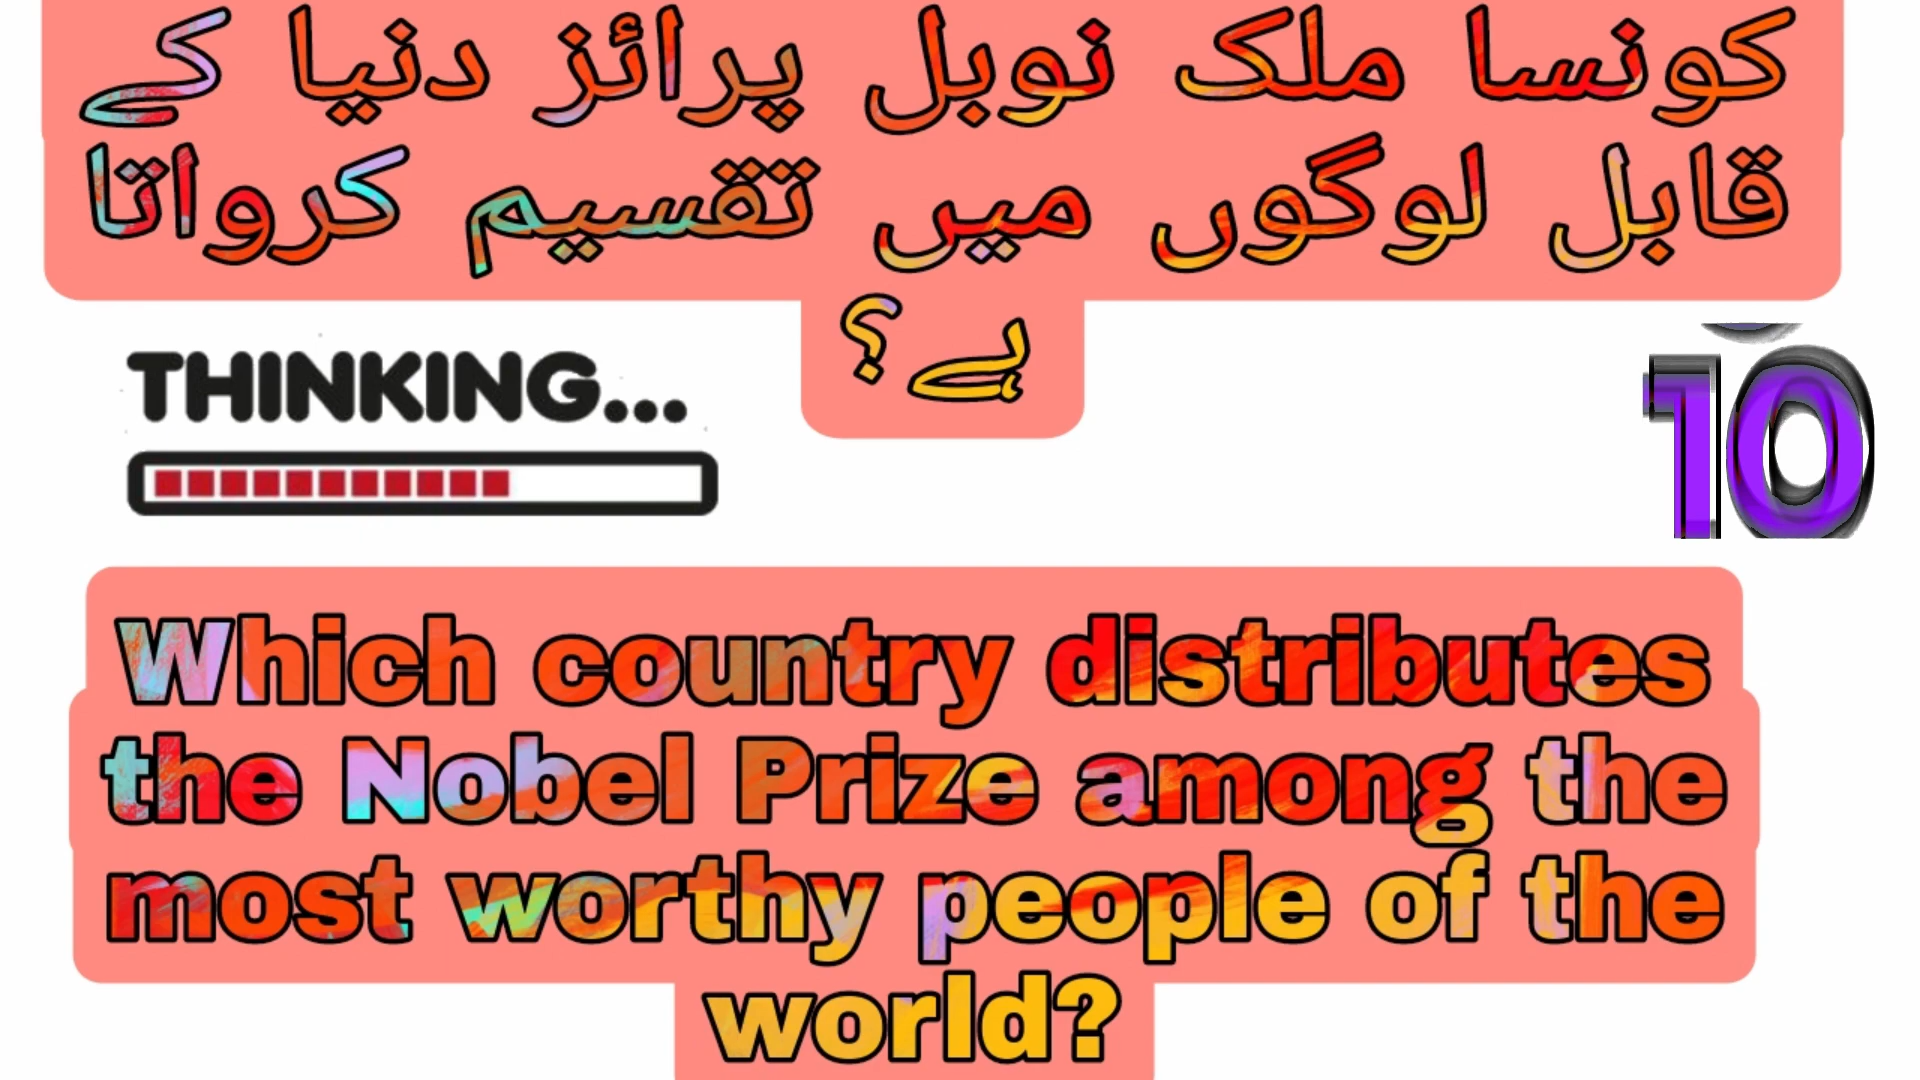 کونسا ملک نوبل پرائز دنیا کے
قابل لوگوں میں تقسیم کرواتا
ہے؟
THINKING...
10
Which country distributes
the Nobel Prize among the
most worthy people of the
world?